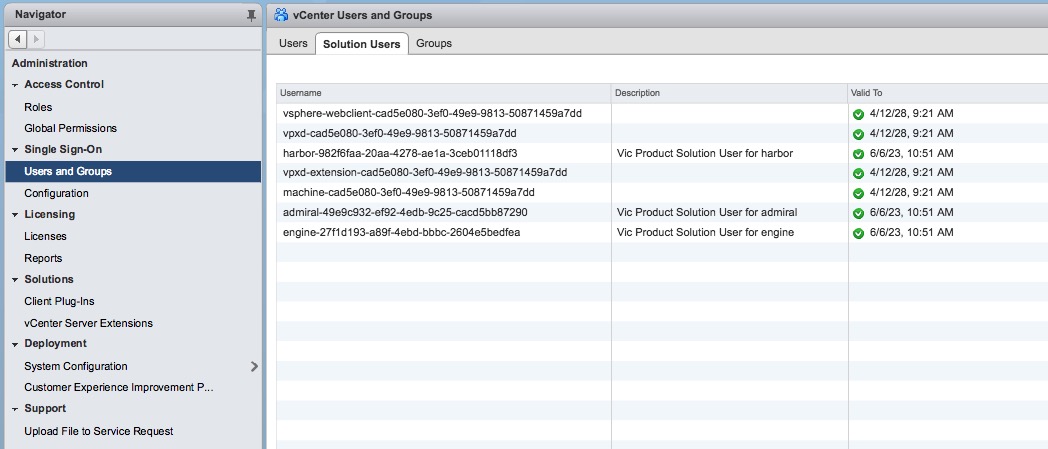 Navigator
Administration
Access Control
Roles
Global Permissions
Single Sign-On
Users and Groups
Configuration
Licensing
Licenses
Reports
Solutions
Client Plug-Ins
vCenter Server Extensions
Deployment
System Configuration
Customer Experience Improvement P...
Support
Upload File to Service Request
vCenter Users and Groups
Users Solution Users Groups
Username Description Valid To
vsphere-webclient-cad5e080-3ef0-49e9-9813-50871459a7dd 4/12/28, 9:21 AM
vpxd-cad5e080-3ef0-49e9-9813-50871459a7dd 4/12/28, 9:21 AM
harbor-982f6faa-20aa-4278-ae1a-3ceb01118df3 Vic Product Solution User for harbor 6/6/23, 10:51 AM
vpxd-extension-cad5e080-3ef0-49e9-9813-50871459a7dd 4/12/28, 9:21 AM
machine-cad5e080-3ef0-49e9-9813-50871459a7dd 4/12/28, 9:21 AM
admiral-49e9c932-ef92-4edb-9c25-cacd5bb87290 Vic Product Solution User for admiral 6/6/23, 10:51 AM
engine-27f1d193-a89f-4ebd-bbbc-2604e5bedfea Vic Product Solution User for engine 6/6/23, 10:51 AM